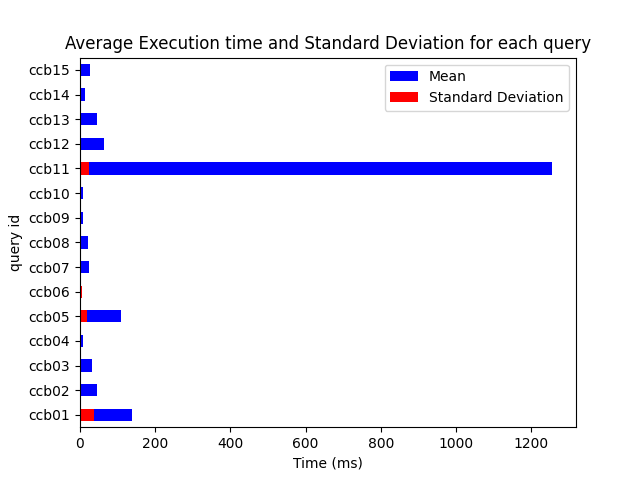 Average Execution time and Standard Deviation for each query
Mean
Standard Deviation
ccb15
ccb14
ccb13
ccb12
ccb11
ccb10
ccb09
ccb08
ccb07
ccb06
ccb05
ccb04
ccb03
ccb02
ccb01
query id
0 200 400 600 800 1000 1200
Time (ms)